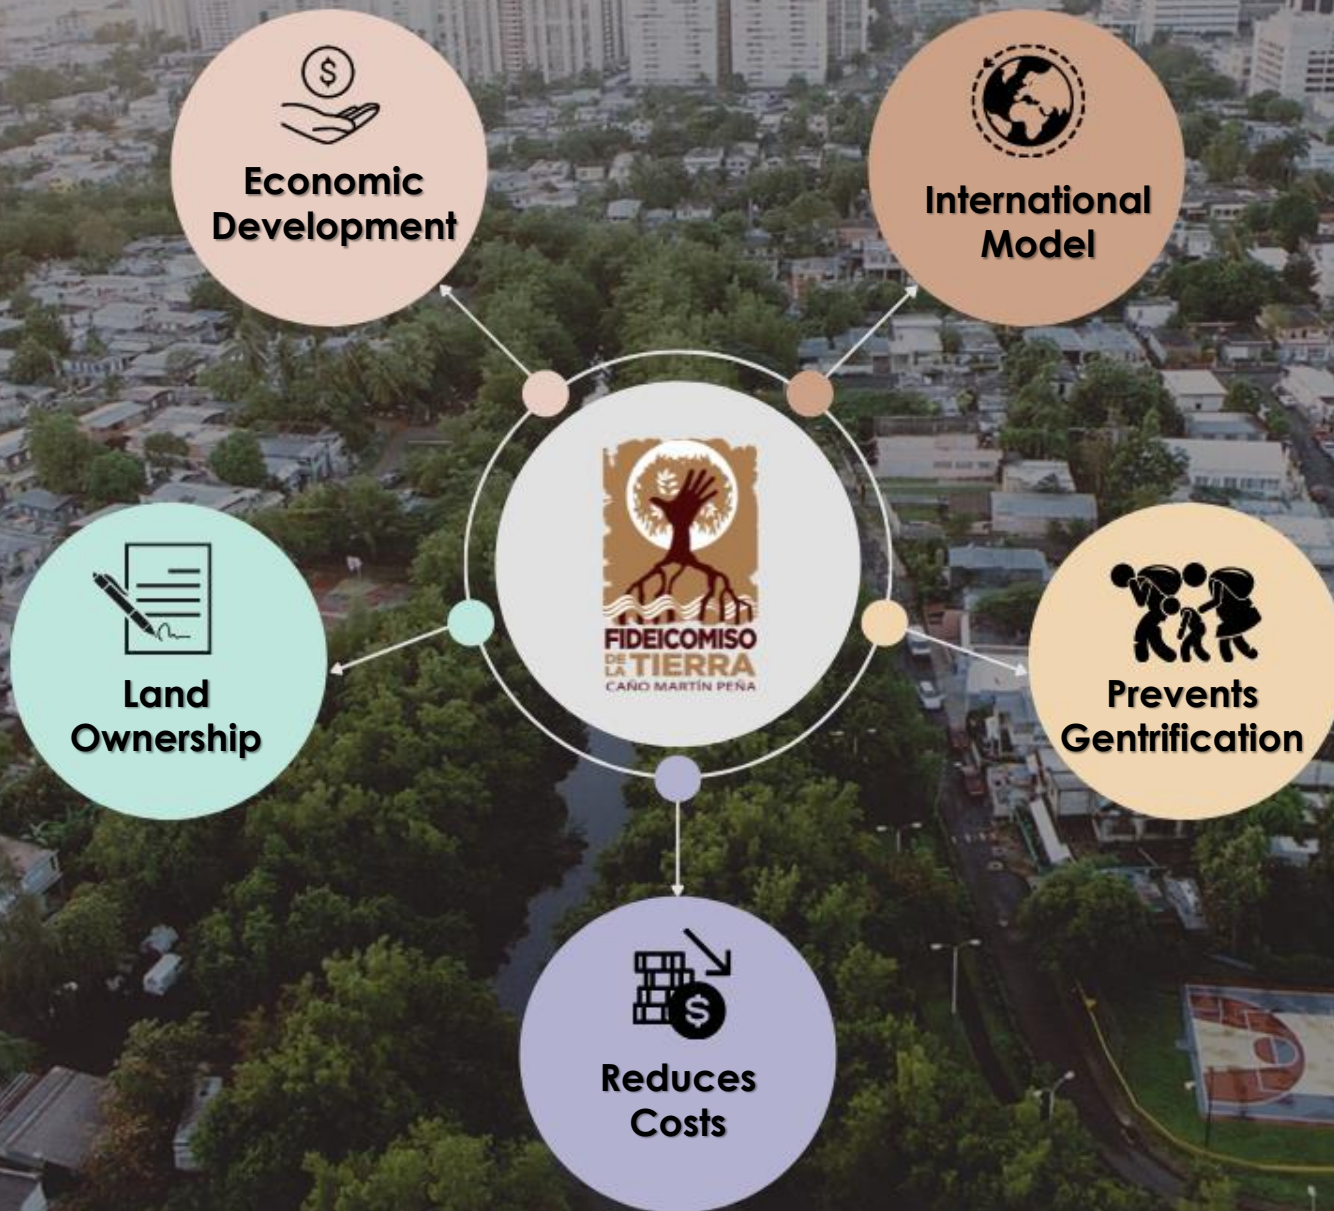 Economic
Development
International
Model
FIDEICOMISO
DE
LA TIERRA
CAÑO MARTÍN PEÑA
Land
Ownership
Prevents
Gentrification
Reduces
Costs